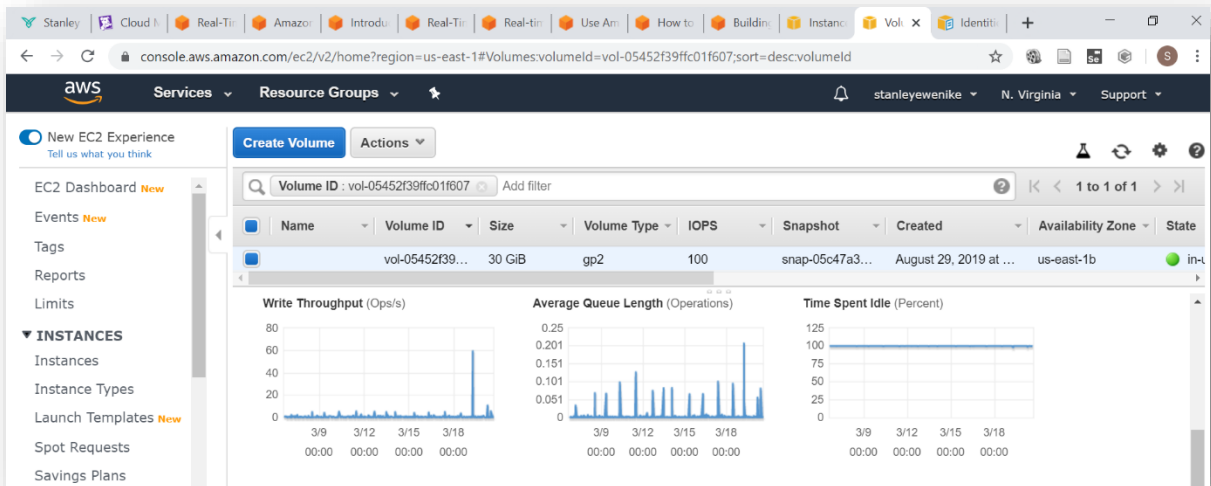 Stanley
Cloud
Real-Tir
Amazo
Introdu
Real-Tir
Real-tin
Use Am
How to
Building
Instanc
Volu
Identitie
console.aws.amazon.com/ec2/v2/home?region=us-east-1#Volumes:volumeId=vol-05452f39ffc01f607;sort=desc:volumeId
Se
S
aws
Services
Resource Groups
stanleyewenike
N. Virginia
Support
New EC2 Experience
Tell us what you think
Create Volume
Actions
EC2 Dashboard New
Events New
Tags
Reports
Limits
INSTANCES
Instances
Instance Types
Launch Templates New
Spot Requests
Savings Plans
Volume ID : vol-05452f39ffc01f607
Add filter
1 to 1 of 1
Name Volume ID Size Volume Type IOPS Snapshot Created Availability Zone State
vol-05452f39... 30 GiB gp2 100 snap-05c47a3... August 29, 2019 at ... us-east-1b in-u
Write Throughput (Ops/s)
80
60
40
20
0
3/9 3/12 3/15 3/18
00:00 00:00 00:00 00:00
Average Queue Length (Operations)
0.25
0.201
0.151
0.101
0.051
0
3/9 3/12 3/15 3/18
00:00 00:00 00:00 00:00
Time Spent Idle (Percent)
125
100
75
50
25
0
3/9 3/12 3/15 3/18
00:00 00:00 00:00 00:00